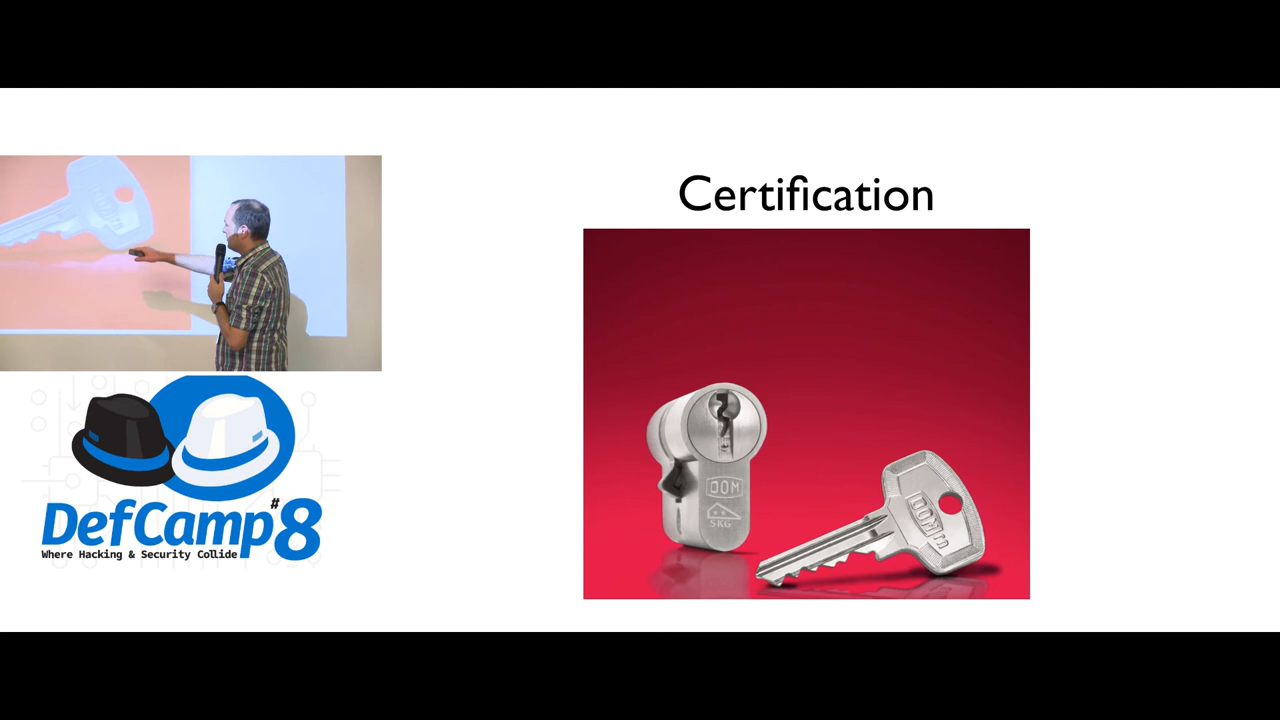 Certification
DOM
SKG
DOM
DefCamp#8
Where Hacking & Security Collide